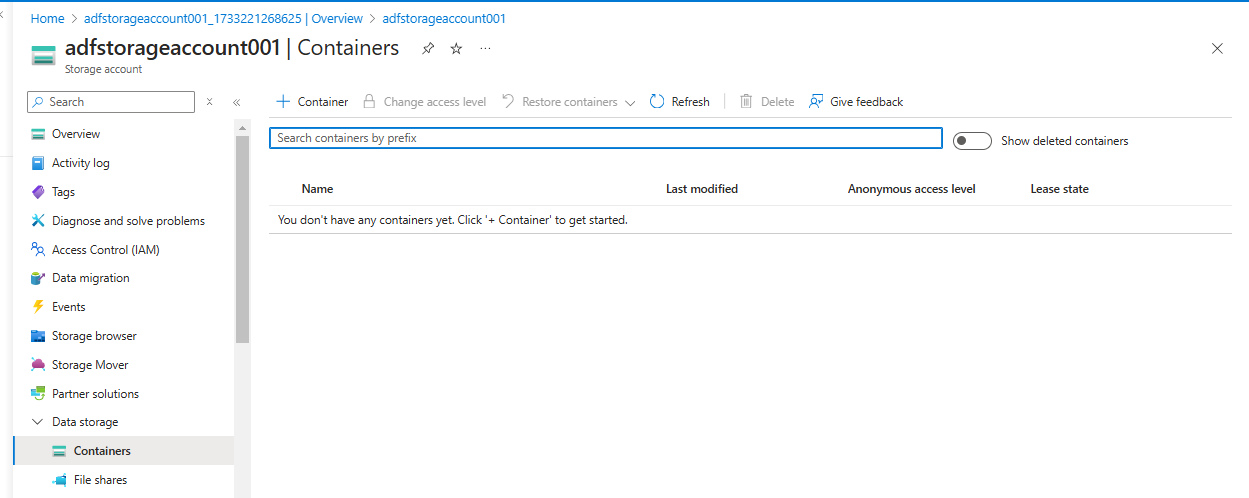 Home > adfstorageaccount001_1733221268625 | Overview > adfstorageaccount001
adfstorageaccount001 | Containers
Storage account
Search
Container
Change access level
Restore containers
Refresh
Delete
Give feedback
Search containers by prefix
Show deleted containers
Overview
Activity log
Tags
Diagnose and solve problems
Access Control (IAM)
Data migration
Events
Storage browser
Storage Mover
Partner solutions
Data storage
Containers
File shares
Name Last modified Anonymous access level Lease state
You don't have any containers yet. Click '+ Container' to get started.